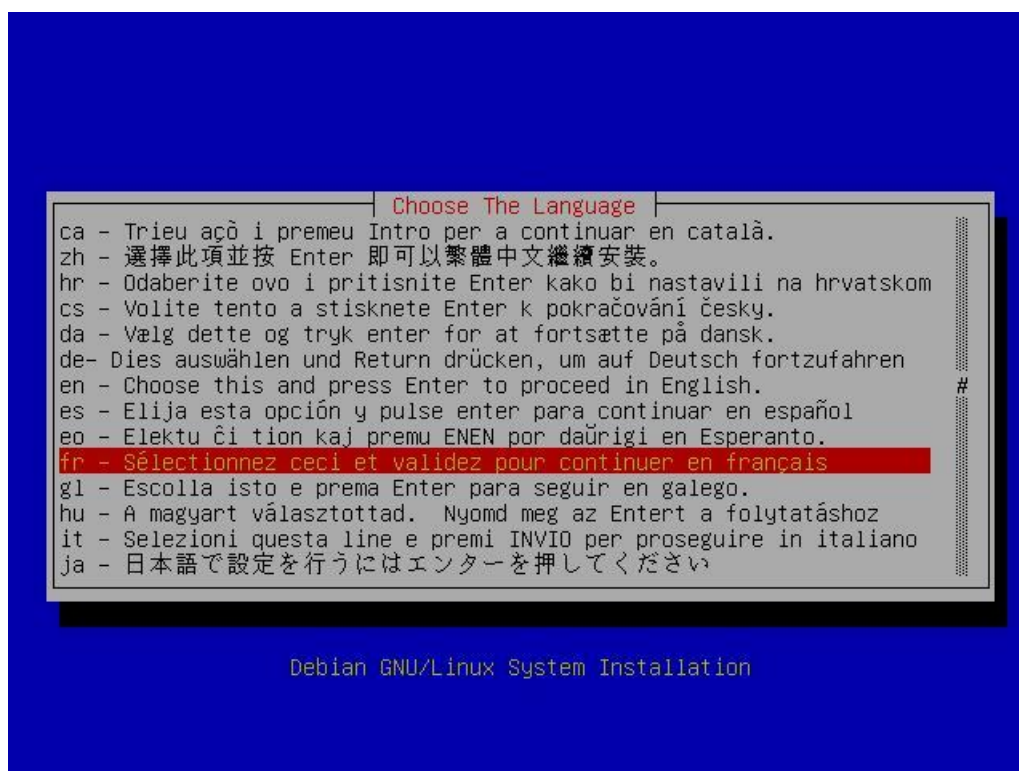 Choose The Language
ca - Trieu açò i premeu Intro per a continuar en català.
zh - 選擇此項並按 Enter 即可以繁體中文繼續安裝。
hr - Odaberite ovo i pritisnite Enter kako bi nastavili na hrvatskom
cs - Volite tento a stisknete Enter k pokračování česky.
da - Vælg dette og tryk enter for at fortsætte på dansk.
de- Dies auswählen und Return drücken, um auf Deutsch fortzufahren
en - Choose this and press Enter to proceed in English.
#
es - Elija esta opción y pulse enter para continuar en español
eo - Elektu ĉi tion kaj premu ENEN por daŭrigi en Esperanto.
fr - Sélectionnez ceci et validez pour continuer en français
gl - Escolla isto e prema Enter para seguir en galego.
hu - A magyart választottad.  Nyomd meg az Entert a folytatáshoz
it - Selezioni questa line e premi INVIO per proseguire in italiano
ja - 日本語で設定を行うにはエンターを押してください
Debian GNU/Linux System Installation